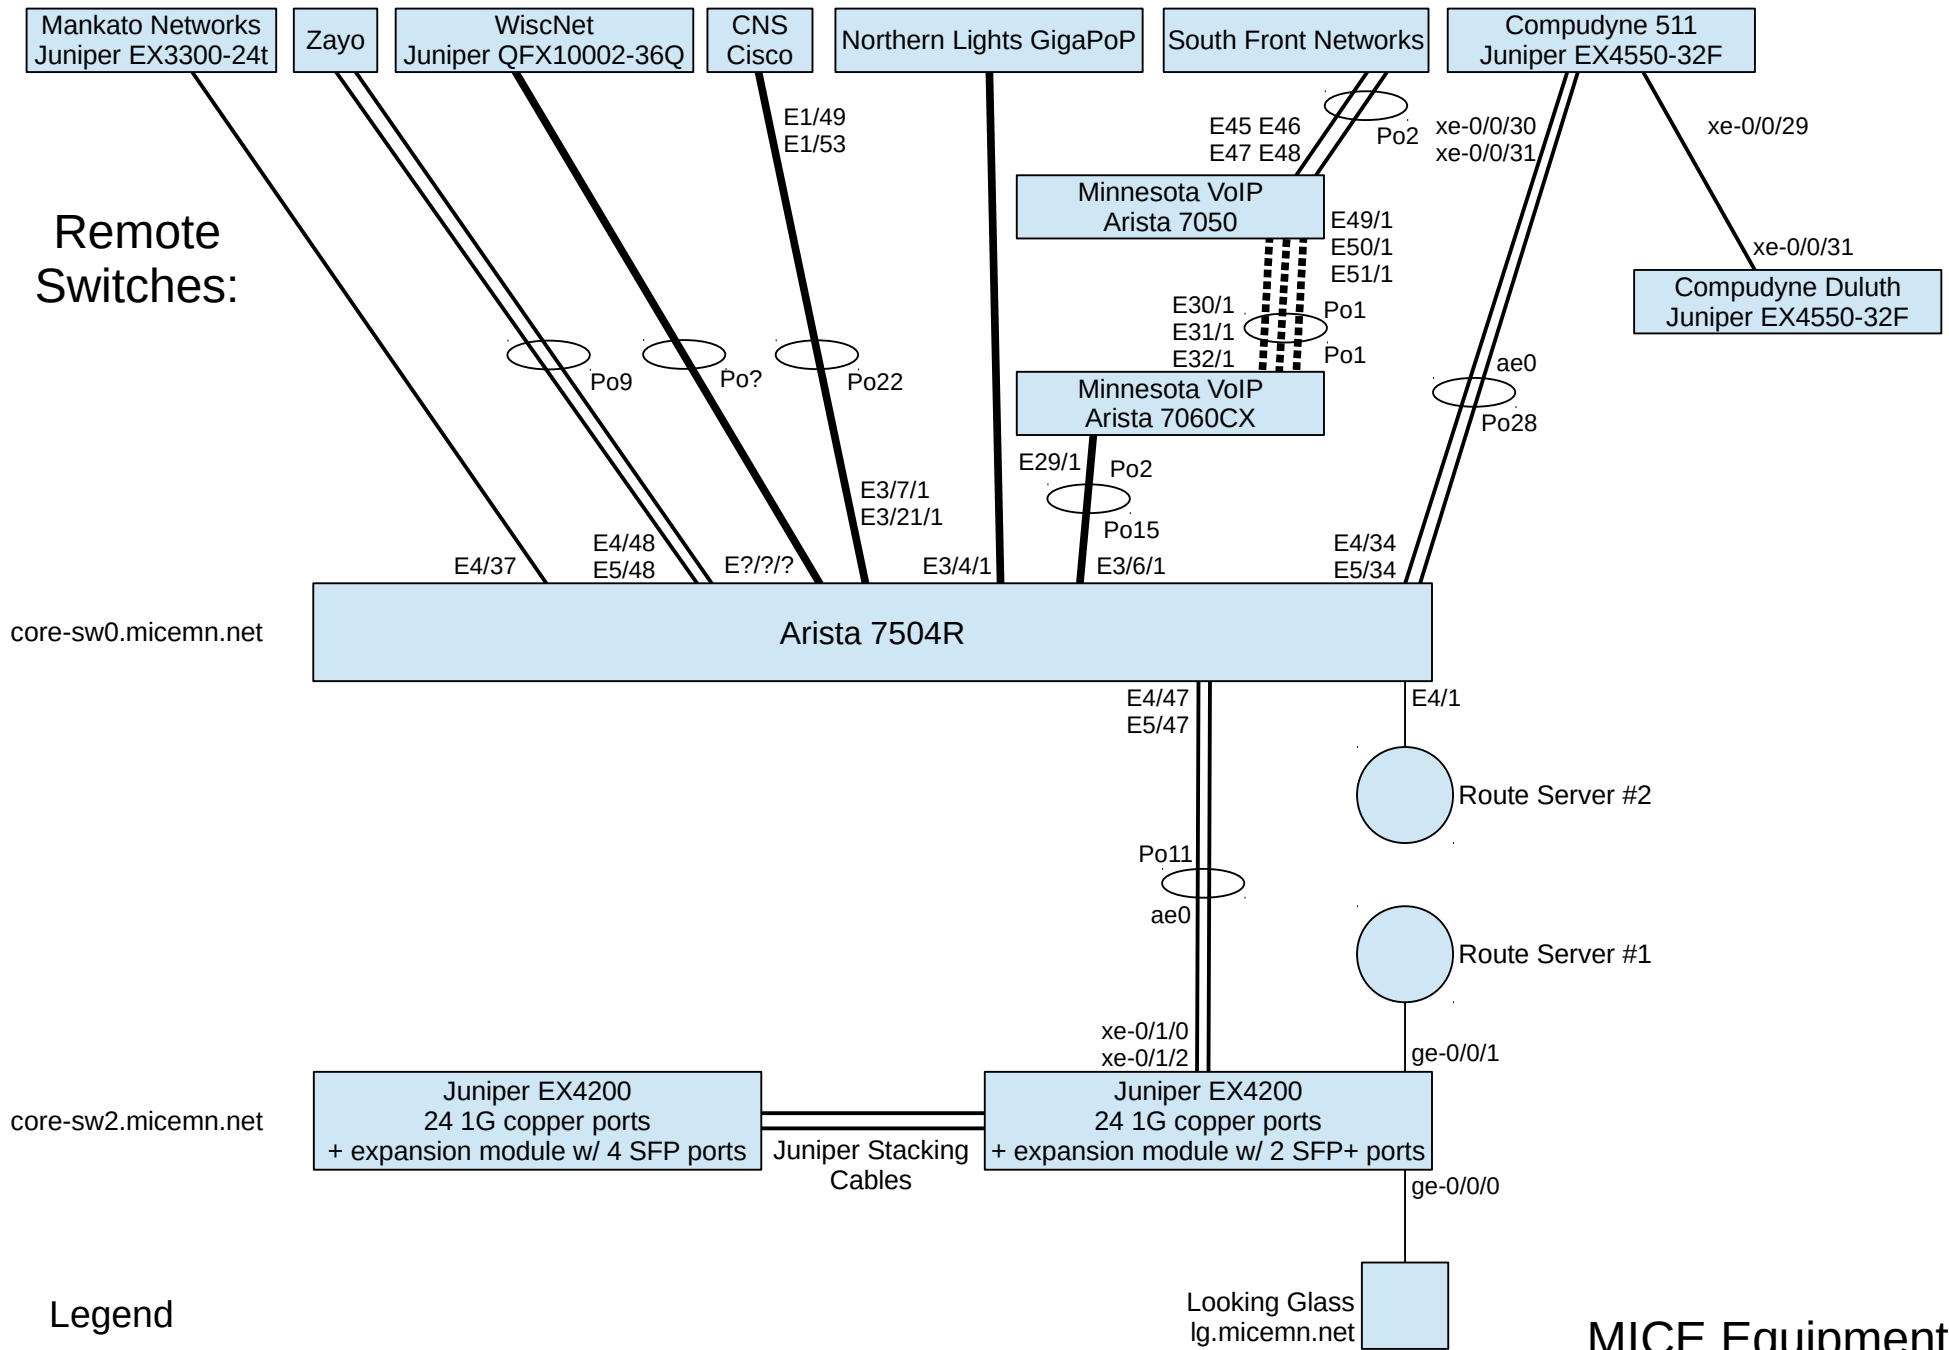 Mankato Networks
Juniper EX3300-24t
Zayo
WiscNet
Juniper QFX10002-36Q
CNS
Cisco
Northern Lights GigaPoP
South Front Networks
Compudyne 511
Juniper EX4550-32F
E1/49
E1/53
E45 E46
E47 E48
Po2
xe-0/0/30
xe-0/0/31
xe-0/0/29
Remote
Switches:
Minnesota VoIP
Arista 7050
E49/1
E50/1
E51/1
xe-0/0/31
Compudyne Duluth
Juniper EX4550-32F
E30/1
E31/1
E32/1
Po1
Po1
Po9
Po?
Po22
Minnesota VoIP
Arista 7060CX
ae0
Po28
E29/1
Po2
Po15
E3/7/1
E3/21/1
E4/37
E4/48
E5/48
E?/?/?
E3/4/1
E3/6/1
E4/34
E5/34
core-sw0.micemn.net
Arista 7504R
E4/47
E5/47
E4/1
Route Server #2
Po11
ae0
Route Server #1
xe-0/1/0
xe-0/1/2
ge-0/0/1
core-sw2.micemn.net
Juniper EX4200
24 1G copper ports
+ expansion module w/ 4 SFP ports
Juniper Stacking
Cables
Juniper EX4200
24 1G copper ports
+ expansion module w/ 2 SFP+ ports
ge-0/0/0
Looking Glass
lg.micemn.net
Legend
MICE Equipment